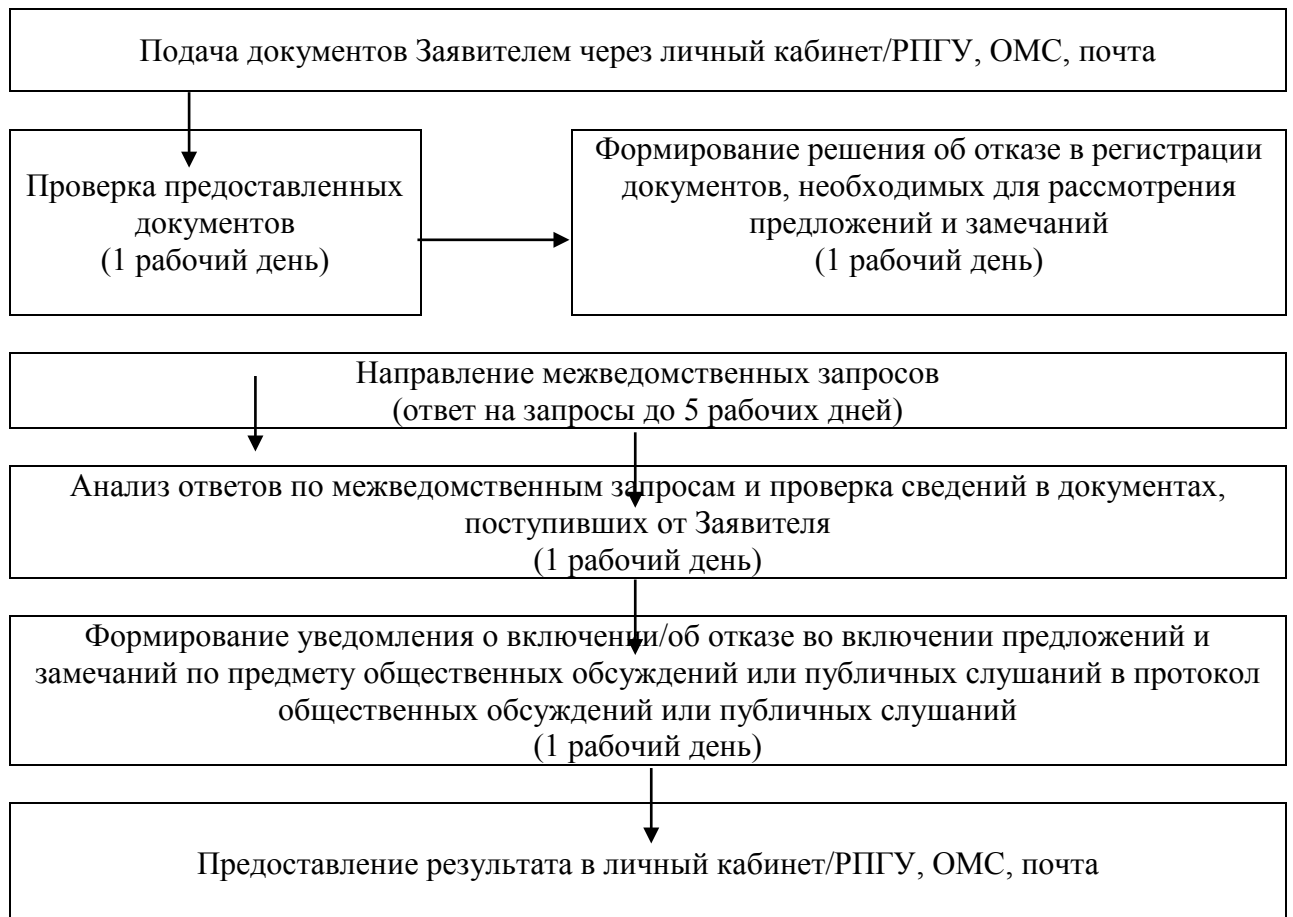 Подача документов Заявителем через личный кабинет/РПГУ, ОМС, почта
Проверка предоставленных
документов
(1 рабочий день)
Формирование решения об отказе в регистрации
документов, необходимых для рассмотрения
предложений и замечаний
(1 рабочий день)
Направление межведомственных запросов
(ответ на запросы до 5 рабочих дней)
Анализ ответов по межведомственным запросам и проверка сведений в документах,
поступивших от Заявителя
(1 рабочий день)
Формирование уведомления о включении/об отказе во включении предложений и
замечаний по предмету общественных обсуждений или публичных слушаний в протокол
общественных обсуждений или публичных слушаний
(1 рабочий день)
Предоставление результата в личный кабинет/РПГУ, ОМС, почта